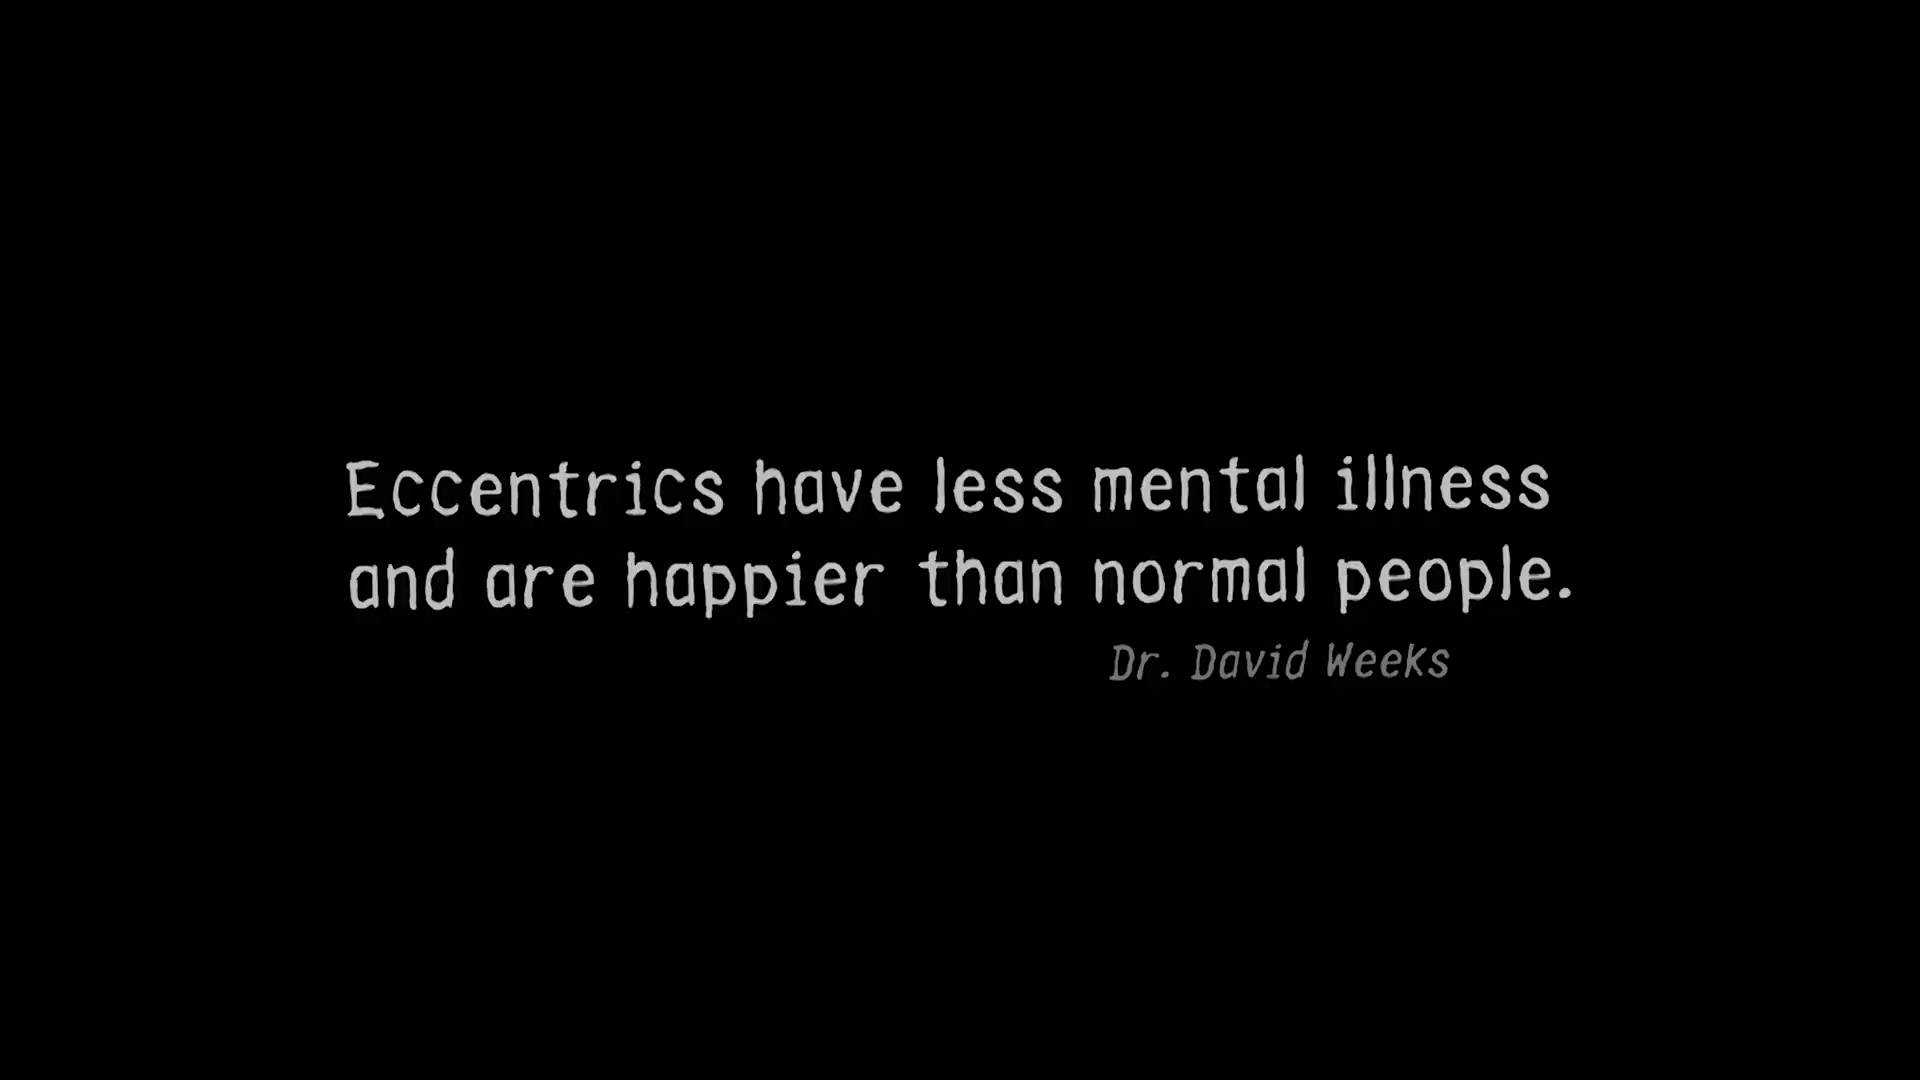 Eccentrics have less mental illness
and are happier than normal people.
Dr. David Weeks